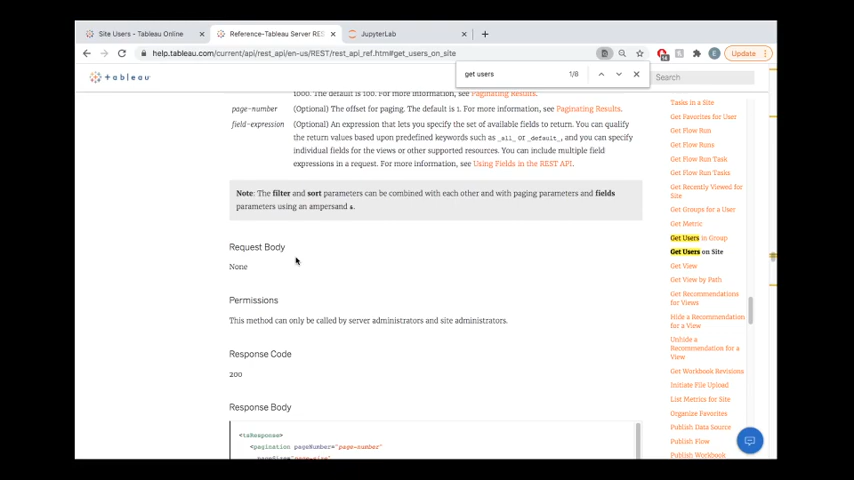 Site Users - Tableau Online
Reference-Tableau Server RES
JupyterLab
help.tableau.com/current/api/rest_api/en-us/REST/rest_api_ref.htm#get_users_on_site
14
E
Update
get users
1/8
+ a b l e a u
Search
1000. The default is 100. For more information, see Paginating Results.
page-number
(Optional) The offset for paging. The default is 1. For more information, see Paginating Results.
field-expression
(Optional) An expression that lets you specify the set of available fields to return. You can qualify
the return values based upon predefined keywords such as _all_ or _default_, and you can specify
individual fields for the views or other supported resources. You can include multiple field
expressions in a request. For more information, see Using Fields in the REST API.
Note: The filter and sort parameters can be combined with each other and with paging parameters and fields
parameters using an ampersand &.
Request Body
None
Permissions
This method can only be called by server administrators and site administrators.
Response Code
200
Response Body
<tsResponse>
<pagination pageNumber="page-number"
pageSize="page-size"
Tasks in a Site
Get Favorites for User
Get Flow Run
Get Flow Runs
Get Flow Run Task
Get Flow Run Tasks
Get Recently Viewed for
Site
Get Groups for a User
Get Metric
Get Users in Group
Get Users on Site
Get View
Get View by Path
Get Recommendations
for Views
Hide a Recommendation
for a View
Unhide a
Recommendation for a
View
Get Workbook Revisions
Initiate File Upload
List Metrics for Site
Organize Favorites
Publish Data Source
Publish Flow
Publish Workbook